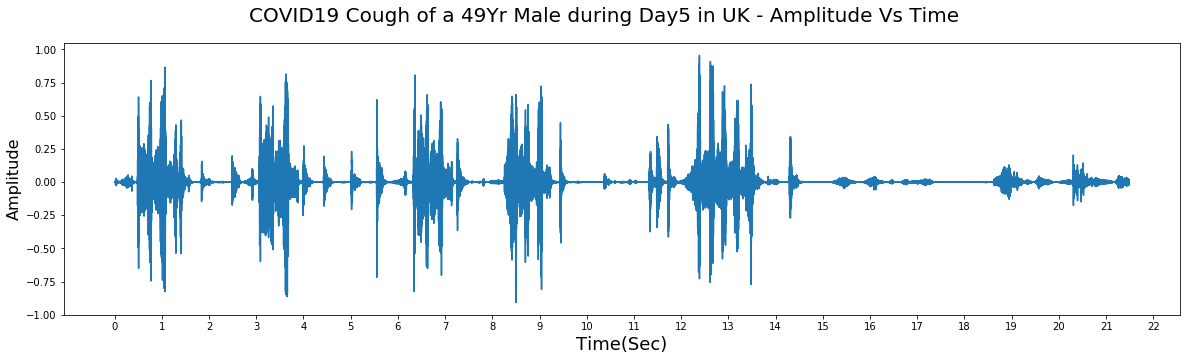 COVID19 Cough of a 49Yr Male during Day5 in UK - Amplitude Vs Time
1.00
0.75
0.50
0.25
0.00
−0.25
−0.50
−0.75
−1.00
Amplitude
0 1 2 3 4 5 6 7 8 9 10 11 12 13 14 15 16 17 18 19 20 21 22
Time(Sec)